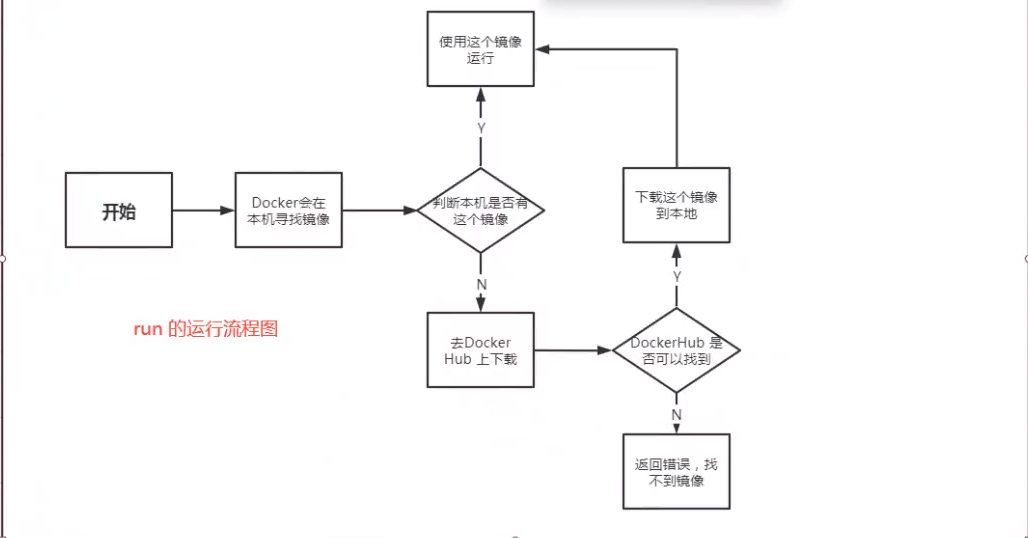 使用这个镜像
运行
Y
开始
Docker会在
本机寻找镜像
判断本机是否有
这个镜像
下载这个镜像
到本地
N
Y
run 的运行流程图
去Docker
Hub 上下载
DockerHub 是
否可以找到
N
返回错误，找
不到镜像